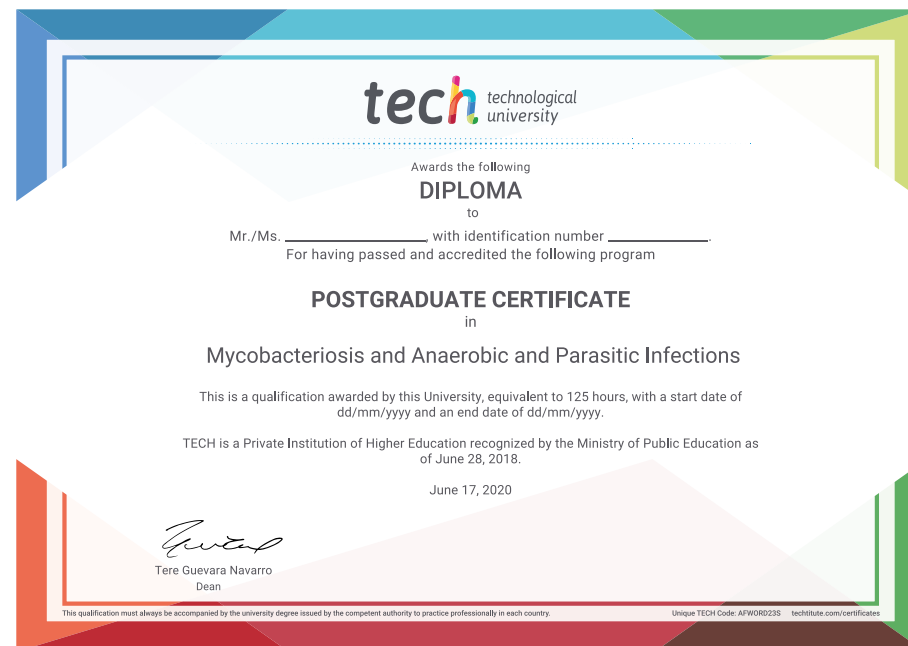 tech technological
university
Awards the following
DIPLOMA
to
Mr./Ms. ____________, with identification number ____________.
For having passed and accredited the following program
POSTGRADUATE CERTIFICATE
in
Mycobacteriosis and Anaerobic and Parasitic Infections
This is a qualification awarded by this University, equivalent to 125 hours, with a start date of
dd/mm/yyyy and an end date of dd/mm/yyyy.
TECH is a Private Institution of Higher Education recognized by the Ministry of Public Education as
of June 28, 2018.
June 17, 2020
Tere Guevara Navarro
Dean
This qualification must always be accompanied by the university degree issued by the competent authority to practice professionally in each country. Unique TECH Code: AFWORD23S techtitute.com/certificates